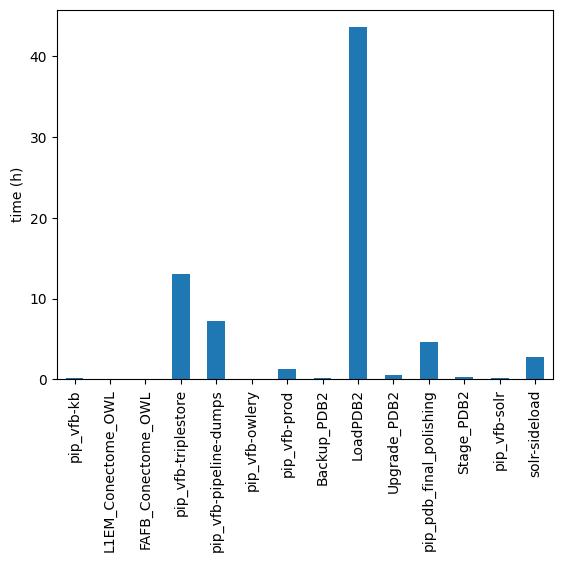 time (h)
40
30
20
10
0
pip_vfb-kb
L1EM_Conectome_OWL
FAFB_Conectome_OWL
pip_vfb-triplestore
pip_vfb-pipeline-dumps
pip_vfb-owlery
pip_vfb-prod
Backup_PDB2
LoadPDB2
Upgrade_PDB2
pip_pdb_final_polishing
Stage_PDB2
pip_vfb-solr
solr-sideload